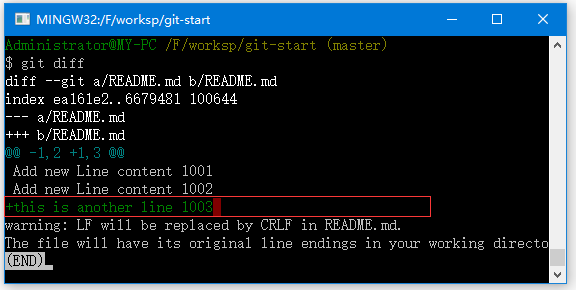 MINGW32:/F/worksp/git-start
Administrator@MY-PC /F/worksp/git-start (master)
$ git diff
diff --git a/README.md b/README.md
index ea161e2..6679481 100644
--- a/README.md
+++ b/README.md
@@ -1,2 +1,3 @@
 Add new Line content 1001
 Add new Line content 1002
+this is another line 1003
warning: LF will be replaced by CRLF in README.md.
The file will have its original line endings in your working directo
(END)